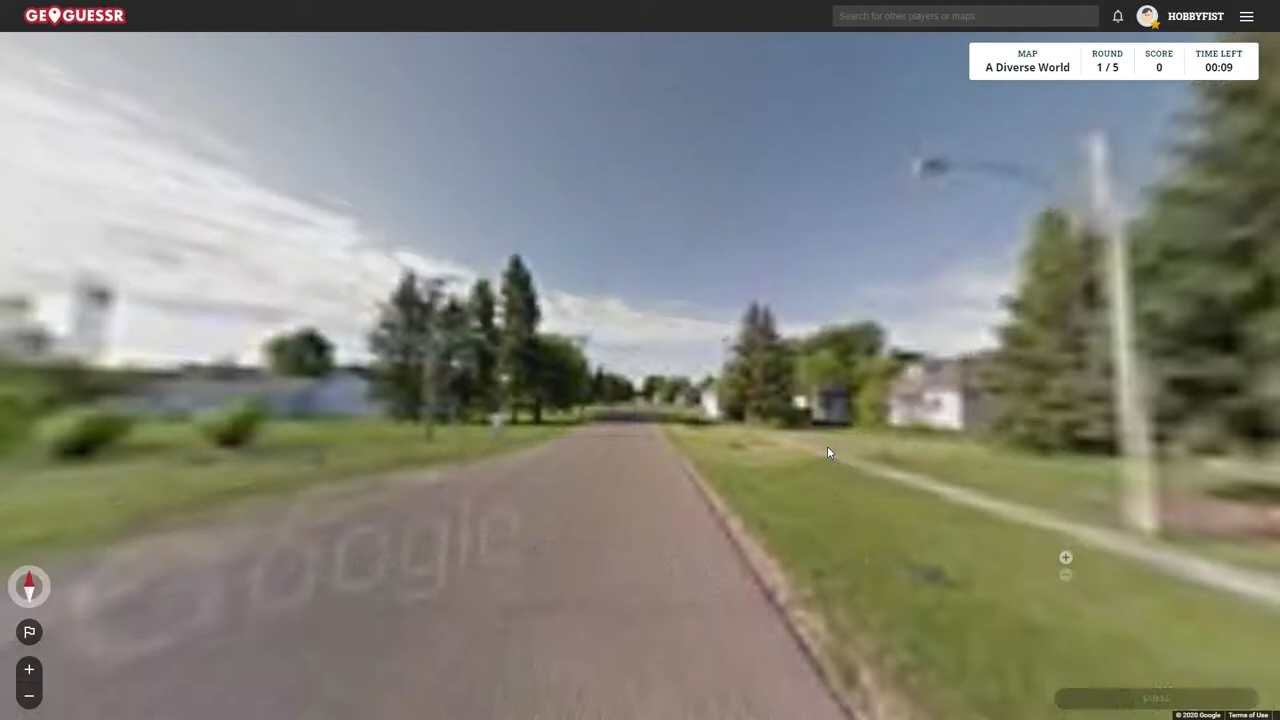 GEOGUESSR
Search for other players or maps
HOBBYFIST
MAP
A Diverse World
ROUND
1 / 5
SCORE
0
TIME LEFT
00:09
Google
GUESS
© 2020 Google
Terms of Use